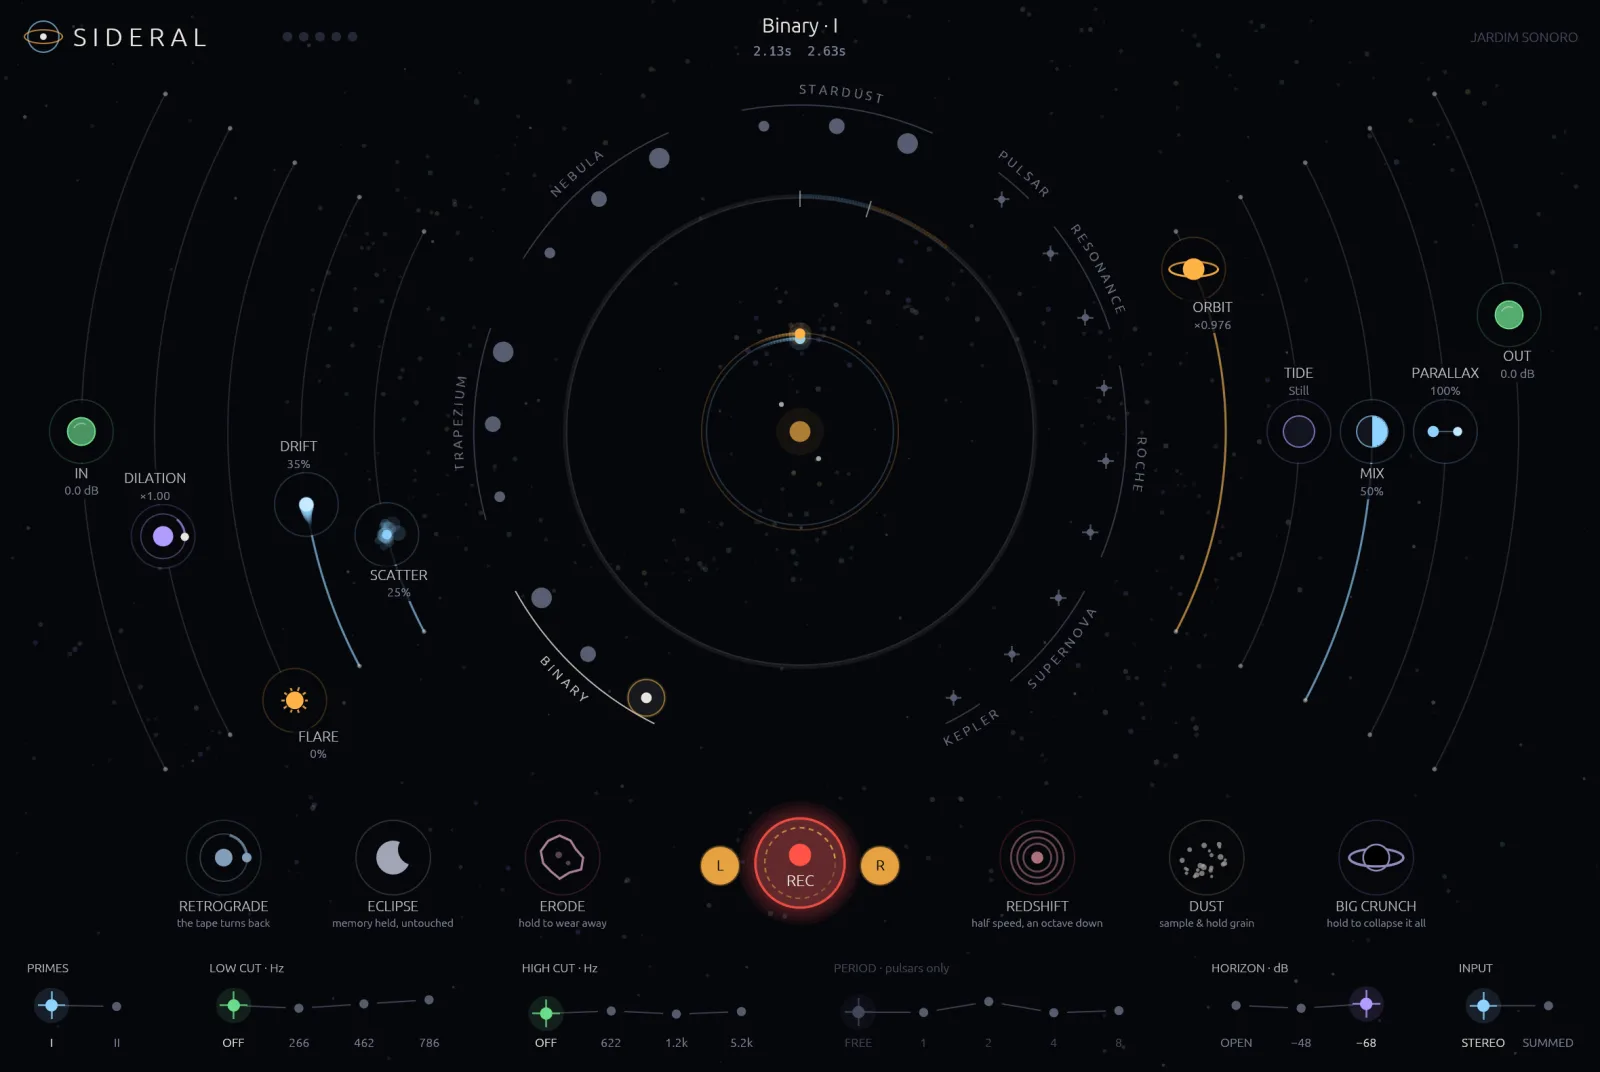 SIDERAL
Binary · I
2.13s 2.63s
JARDIM SONORO
STARDUST
NEBULA
PULSAR
RESONANCE
TRAPEZIUM
ROCHE
BINARY
SUPERNOVA
KEPLER
IN
0.0 dB
DILATION
×1.00
DRIFT
35%
SCATTER
25%
FLARE
0%
ORBIT
×0.976
TIDE
Still
MIX
50%
PARALLAX
100%
OUT
0.0 dB
RETROGRADE
the tape turns back
ECLIPSE
memory held, untouched
ERODE
hold to wear away
L
REC
R
REDSHIFT
half speed, an octave down
DUST
sample & hold grain
BIG CRUNCH
hold to collapse it all
PRIMES
I II
LOW CUT · Hz
OFF 266 462 786
HIGH CUT · Hz
OFF 622 1.2k 5.2k
PERIOD · pulsars only
FREE 1 2 4 8
HORIZON · dB
OPEN −48 −68
INPUT
STEREO SUMMED